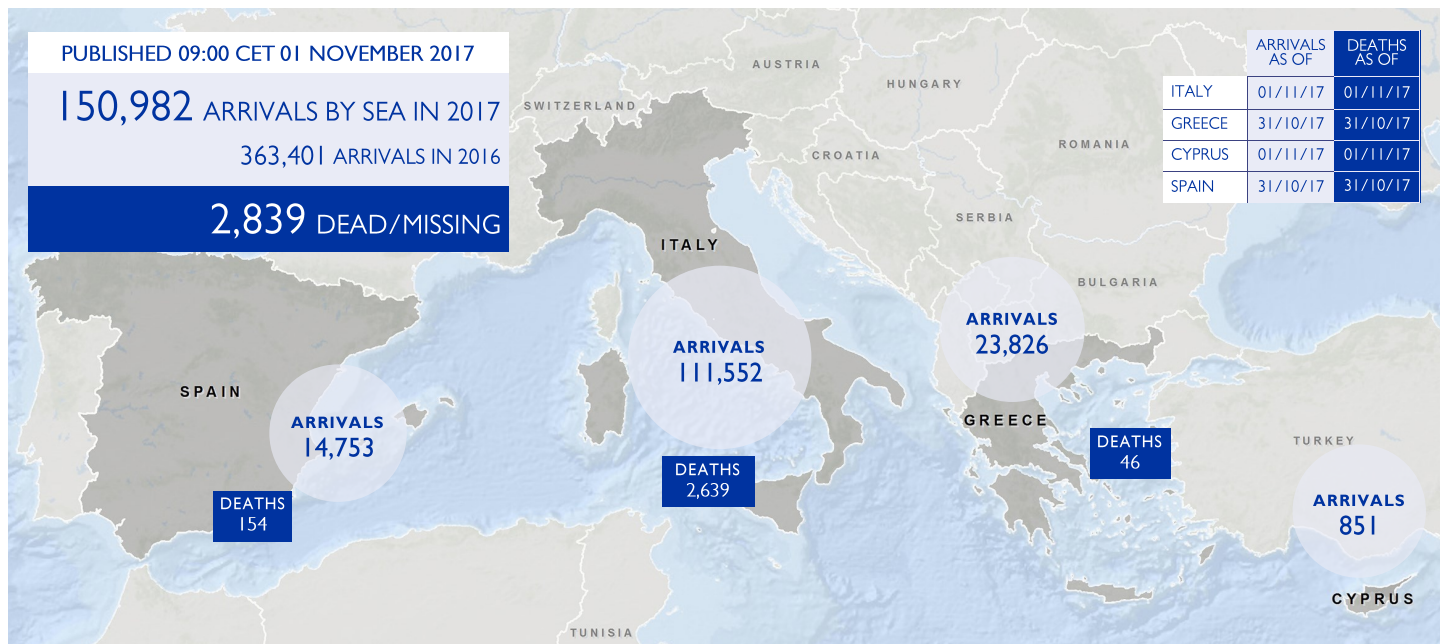 PUBLISHED 09:00 CET 01 NOVEMBER 2017
150,982 ARRIVALS BY SEA IN 2017
363,401 ARRIVALS IN 2016
2,839 DEAD/MISSING
ARRIVALS AS OF
DEATHS AS OF
ITALY 01/11/17 01/11/17
GREECE 31/10/17 31/10/17
CYPRUS 01/11/17 01/11/17
SPAIN 31/10/17 31/10/17
AUSTRIA
HUNGARY
SWITZERLAND
ROMANIA
CROATIA
SERBIA
ITALY
BULGARIA
ARRIVALS
23,826
ARRIVALS
111,552
SPAIN
ARRIVALS
14,753
GREECE
DEATHS
46
TURKEY
DEATHS
2,639
DEATHS
154
ARRIVALS
851
CYPRUS
TUNISIA